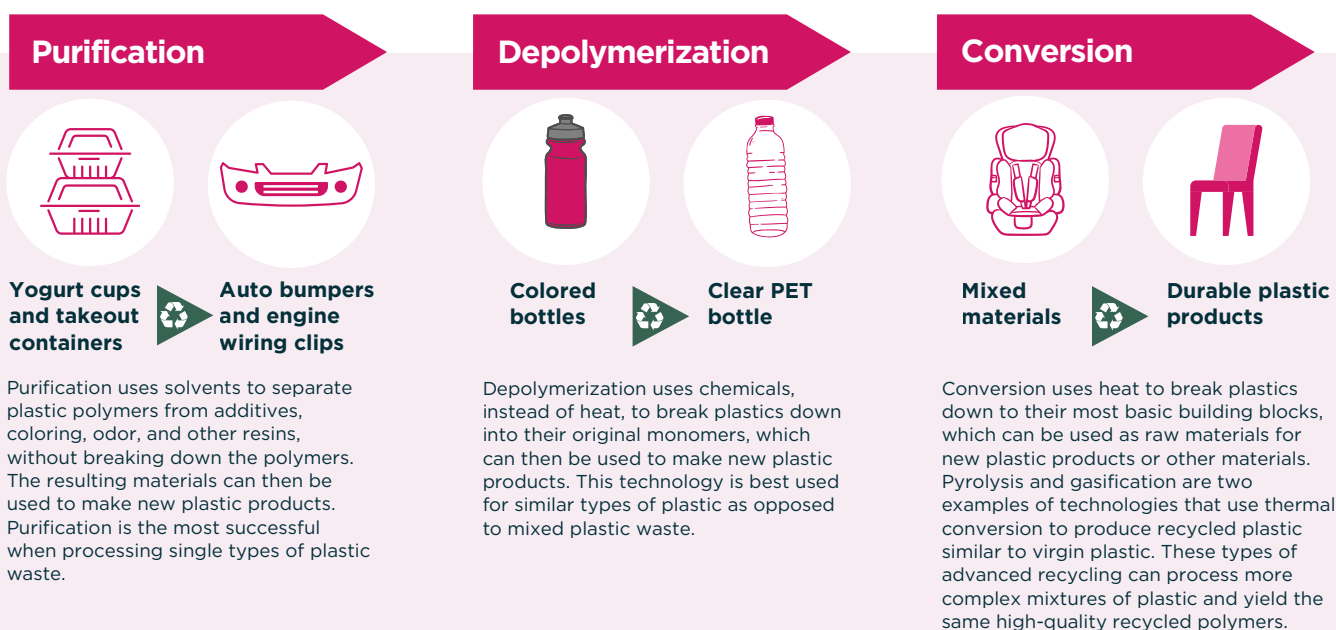 Purification
Yogurt cups
and takeout
containers
Auto bumpers
and engine
wiring clips
Purification uses solvents to separate
plastic polymers from additives,
coloring, odor, and other resins,
without breaking down the polymers.
The resulting materials can then be
used to make new plastic products.
Purification is the most successful
when processing single types of plastic
waste.
Depolymerization
Colored
bottles
Clear PET
bottle
Depolymerization uses chemicals,
instead of heat, to break plastics down
into their original monomers, which
can then be used to make new plastic
products. This technology is best used
for similar types of plastic as opposed
to mixed plastic waste.
Conversion
Mixed
materials
Durable plastic
products
Conversion uses heat to break plastics
down to their most basic building blocks,
which can be used as raw materials for
new plastic products or other materials.
Pyrolysis and gasification are two
examples of technologies that use thermal
conversion to produce recycled plastic
similar to virgin plastic. These types of
advanced recycling can process more
complex mixtures of plastic and yield the
same high-quality recycled polymers.